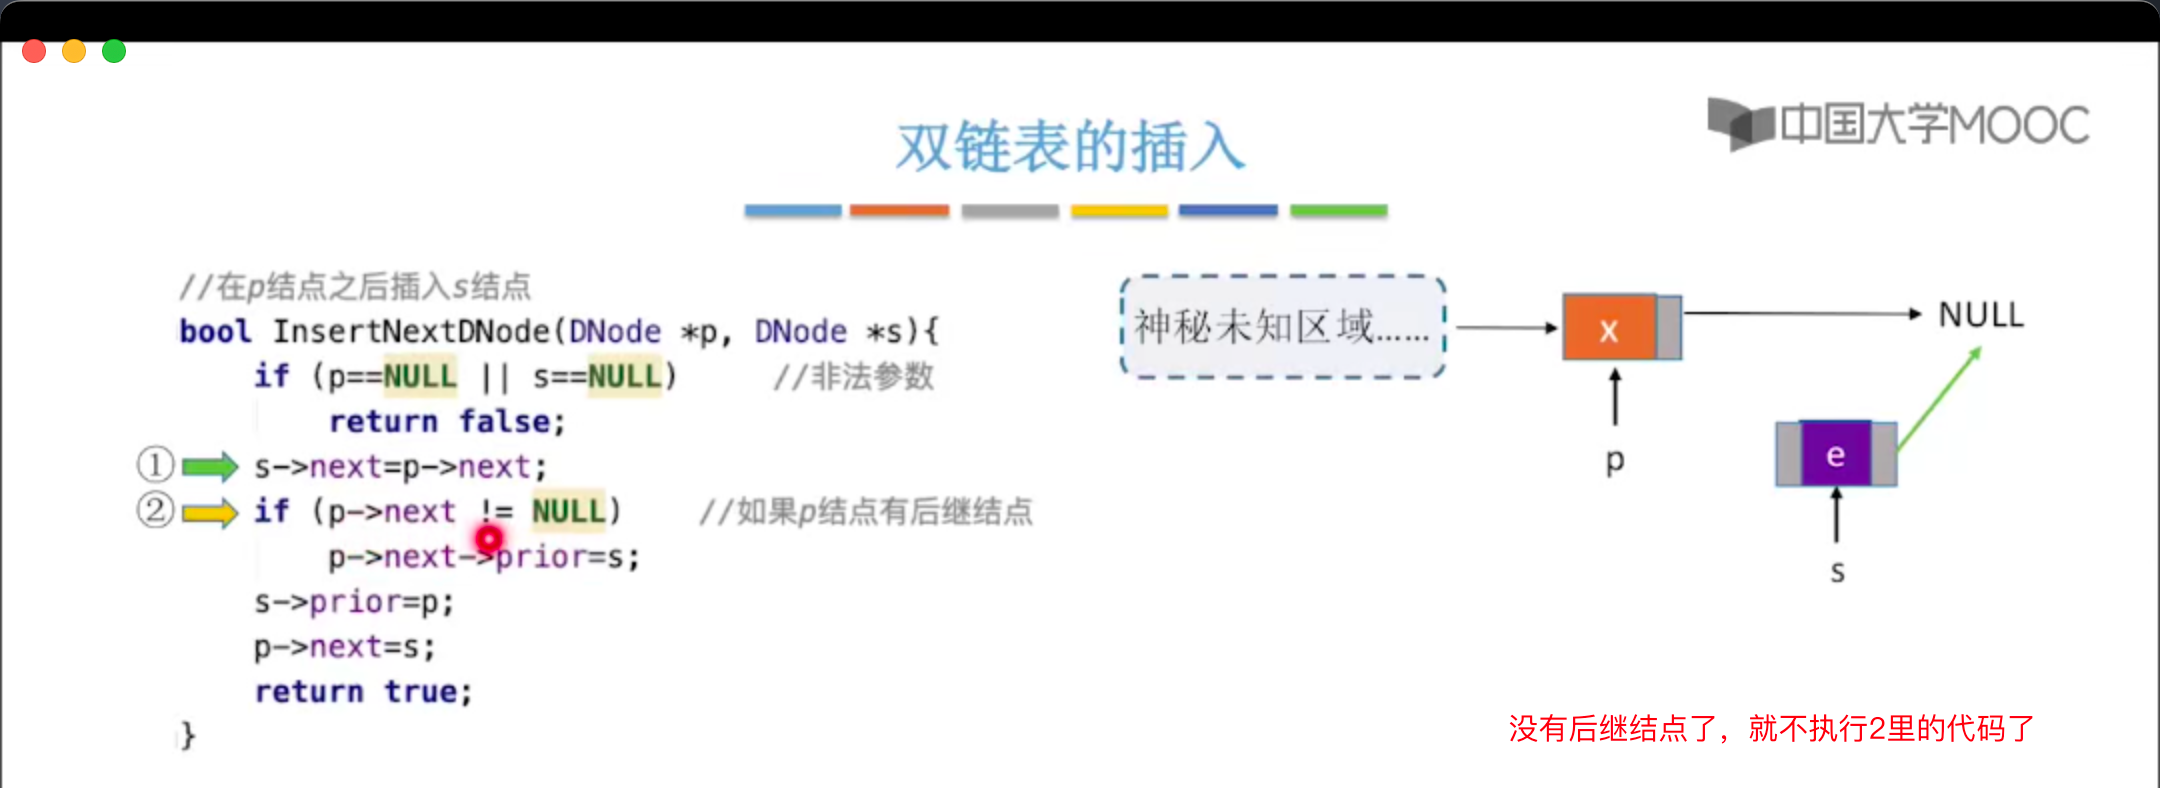 双链表的插入
中国大学MOOC
//在p结点之后插入s结点
bool InsertNextDNode(DNode *p, DNode *s){
if (p==NULL || s==NULL) //非法参数
return false;
① s->next=p->next;
② if (p->next != NULL) //如果p结点有后继结点
p->next->prior=s;
s->prior=p;
p->next=s;
return true;
}
神秘未知区域......
x
NULL
p
e
s
没有后继结点了，就不执行2里的代码了